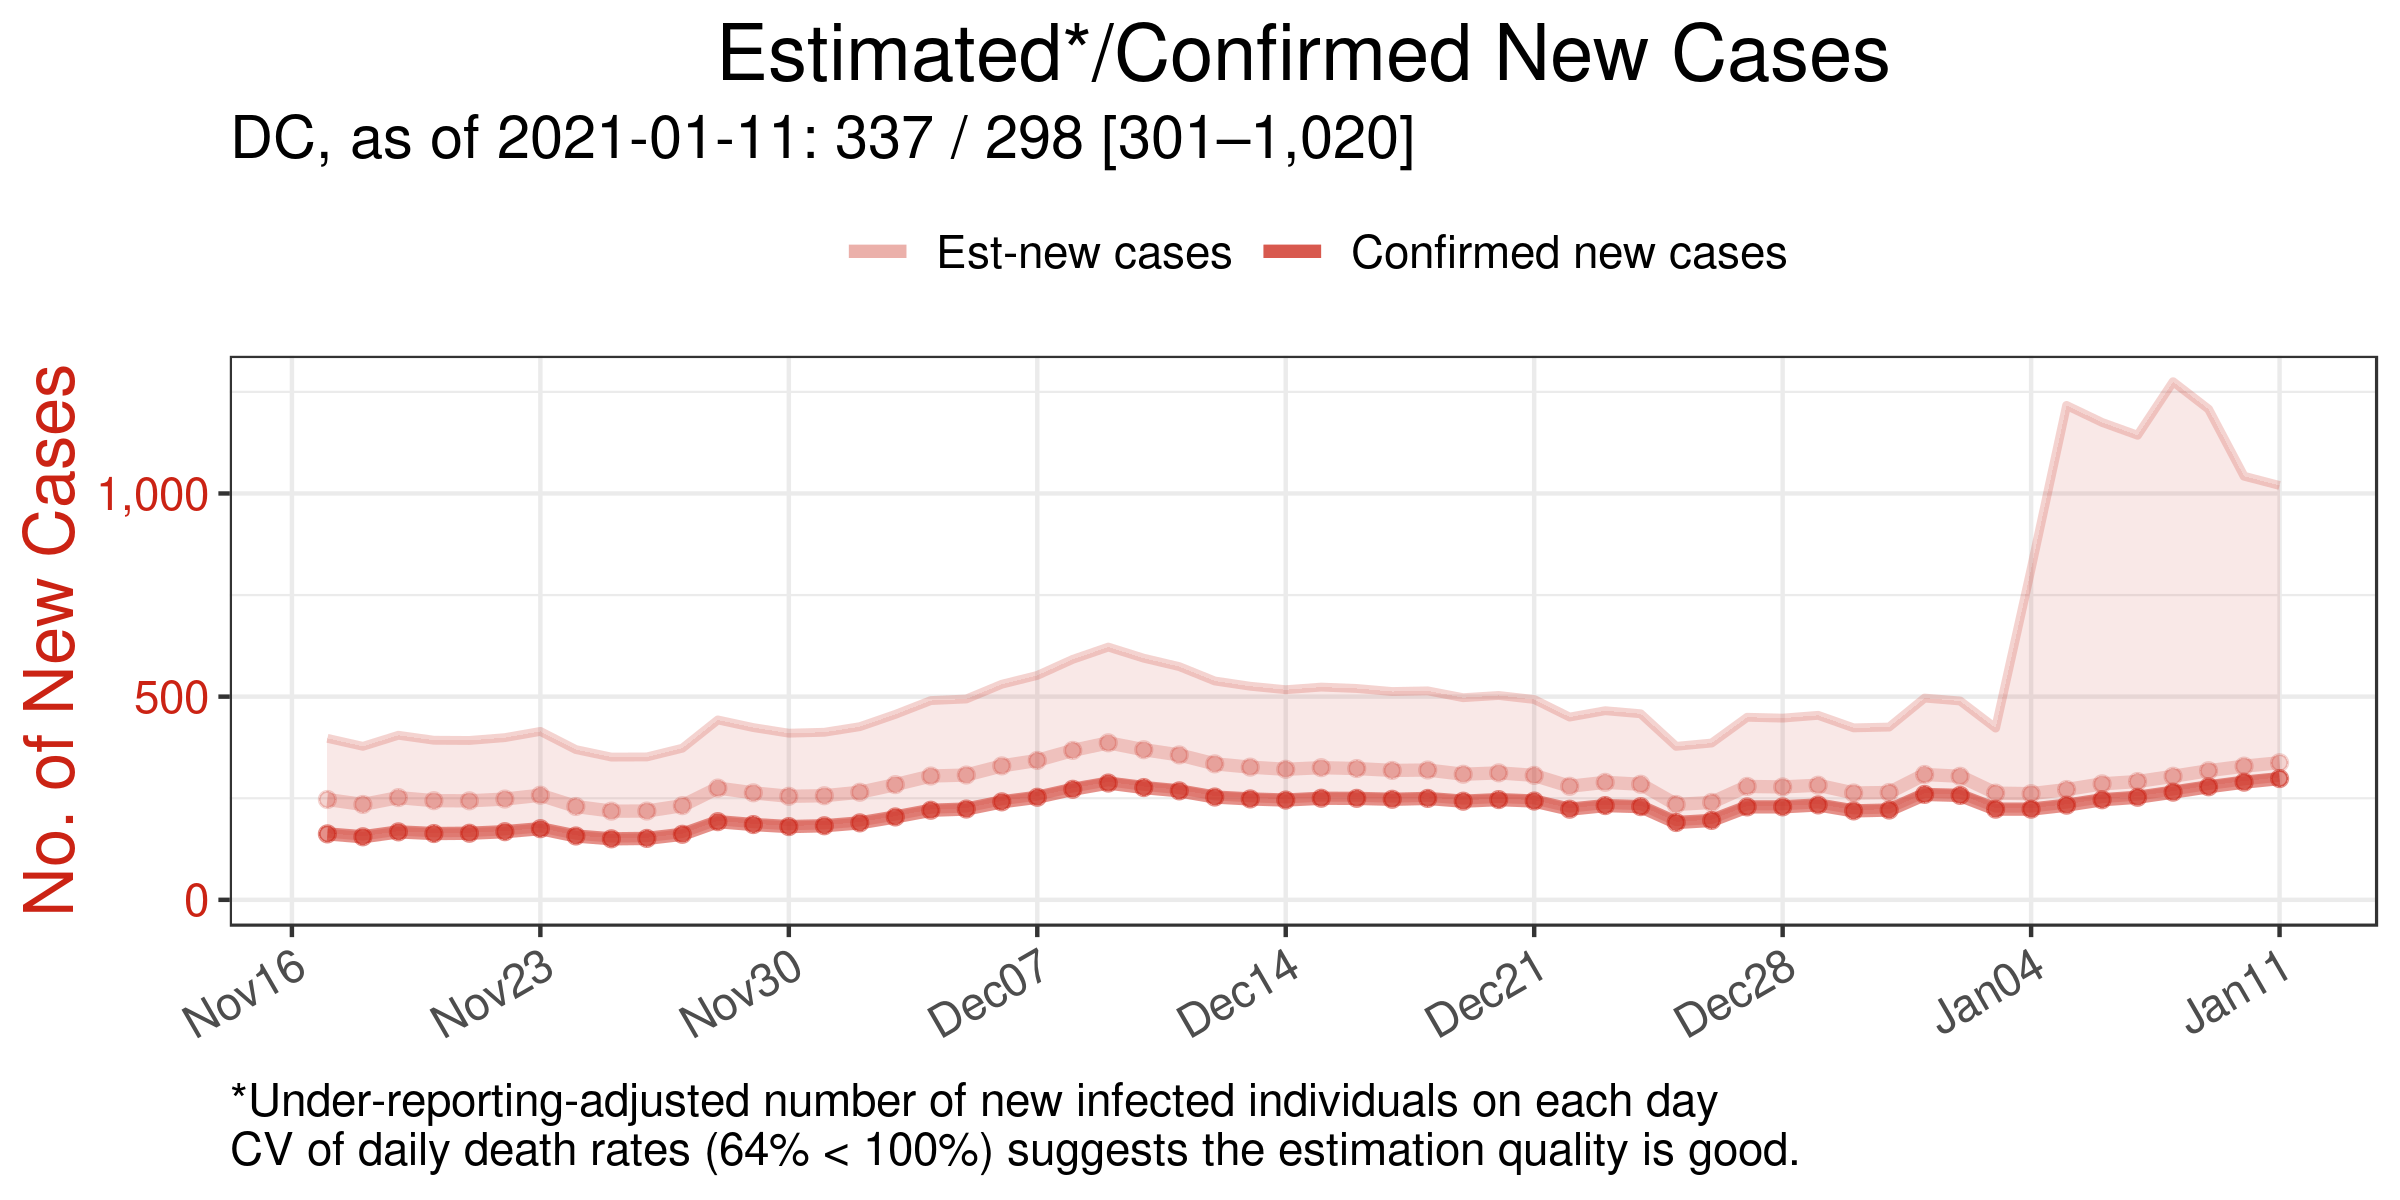 Estimated*/Confirmed New Cases
DC, as of 2021-01-11: 337 / 298 [301–1,020]
Est-new cases
Confirmed new cases
No. of New Cases
1,000
500
0
Nov16
Nov23
Nov30
Dec07
Dec14
Dec21
Dec28
Jan04
Jan11
*Under-reporting-adjusted number of new infected individuals on each day
CV of daily death rates (64% < 100%) suggests the estimation quality is good.